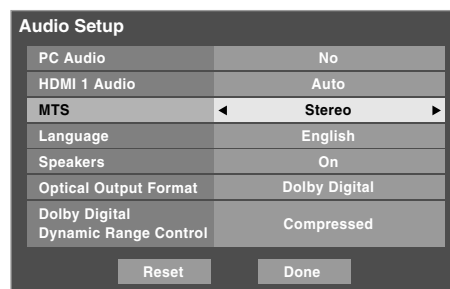 Audio Setup
PC Audio No
HDMI 1 Audio Auto
MTS Stereo
Language English
Speakers On
Optical Output Format Dolby Digital
Dolby Digital
Dynamic Range Control Compressed
Reset Done